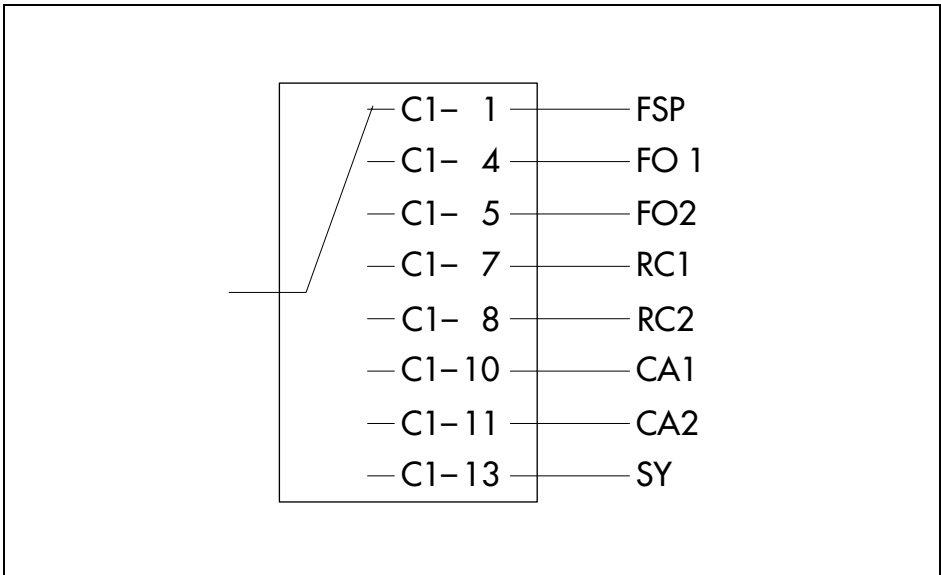 C1– 1 FSP
C1– 4 FO 1
C1– 5 FO2
C1– 7 RC1
C1– 8 RC2
C1–10 CA1
C1–11 CA2
C1–13 SY